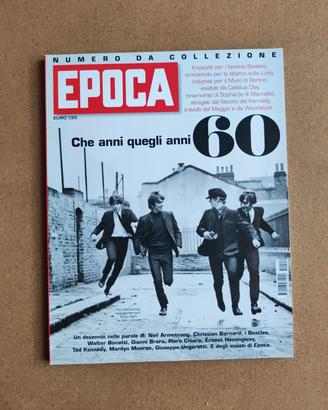 NUMERO DA COLLEZIONE
EPOCA
EURO 7,90
Impazziti per i favolosi Beatles,
emozionati per lo sbarco sulla Luna,
indignati per il Muro di Berlino,
esaltati da Cassius Clay,
innamorati di Sophia (e di Marcello),
stregati dal fascino dei Kennedy,
travolti dal Maggio e da Woodstock
Che anni quegli anni 60
Un decennio nelle parole di: Neil Armstrong, Christian Barnard, i Beatles,
Walter Bonatti, Gianni Brera, Piero Chiara, Ernest Hemingway,
Ted Kennedy, Marilyn Monroe, Giuseppe Ungaretti. E degli inviati di Epoca